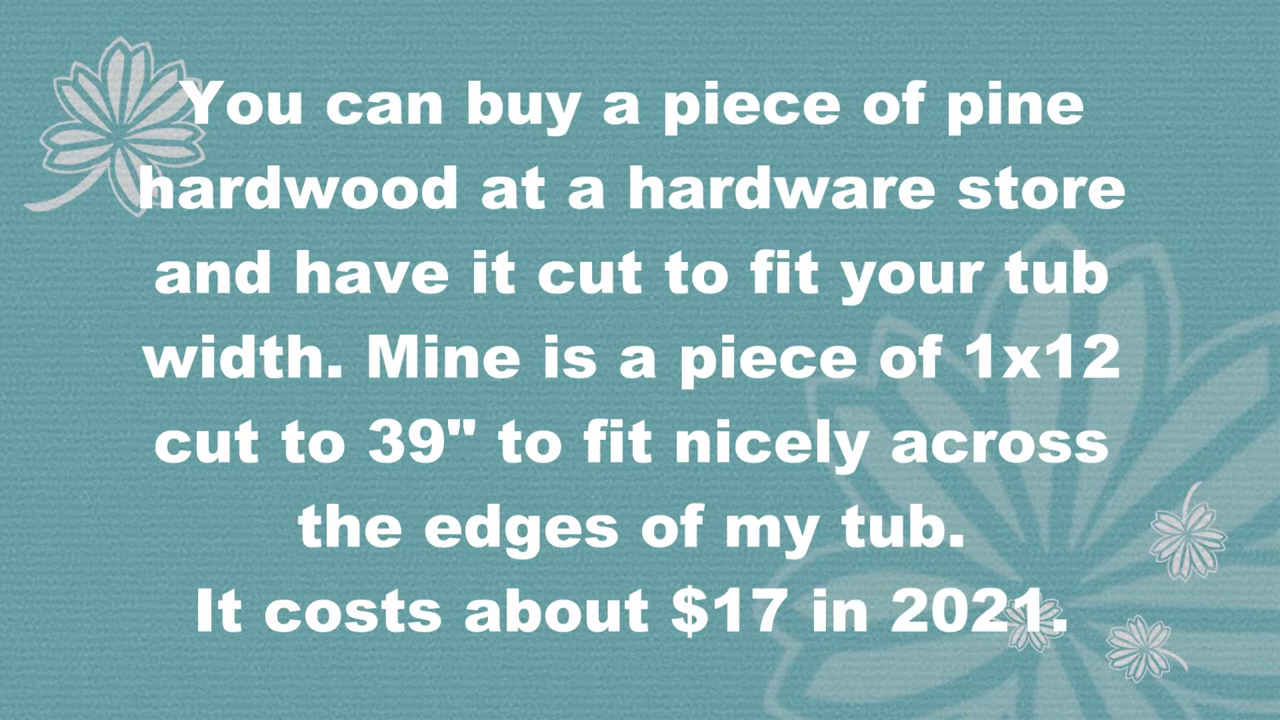 You can buy a piece of pine
hardwood at a hardware store
and have it cut to fit your tub
width. Mine is a piece of 1x12
cut to 39" to fit nicely across
the edges of my tub.
It costs about $17 in 2021.